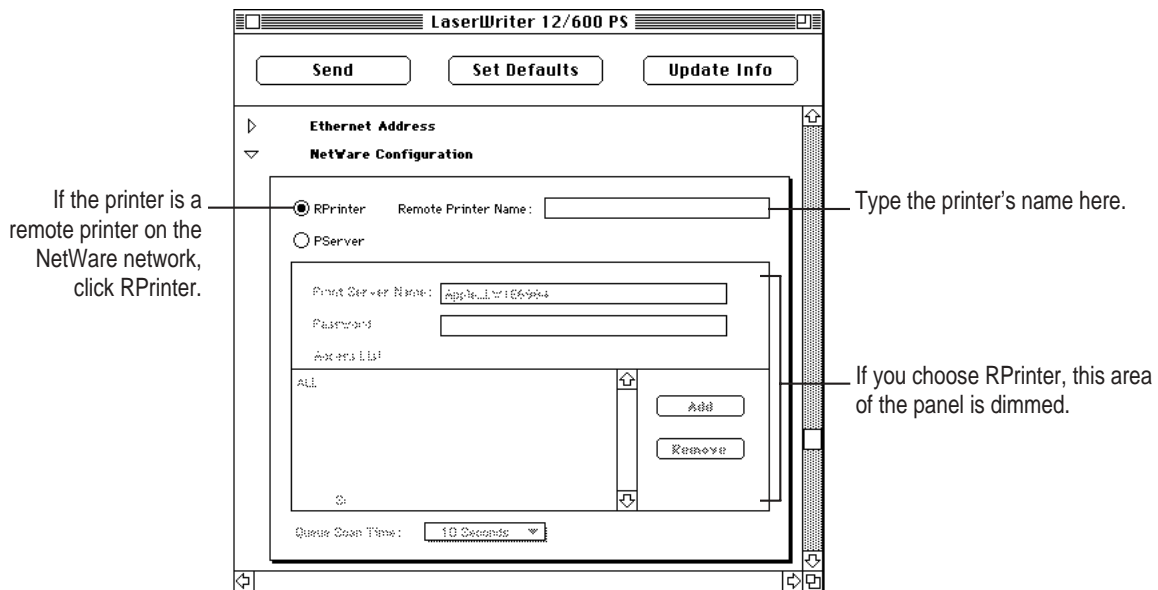 LaserWriter 12/600 PS
Send
Set Defaults
Update Info
Ethernet Address
NetWare Configuration
If the printer is a
remote printer on the
NetWare network,
click RPrinter.
RPrinter
Remote Printer Name:
Type the printer’s name here.
PServer
Print Server Name:
Password
Access List
ALL
Add
Remove
If you choose RPrinter, this area
of the panel is dimmed.
Queue Scan Time:
10 Seconds